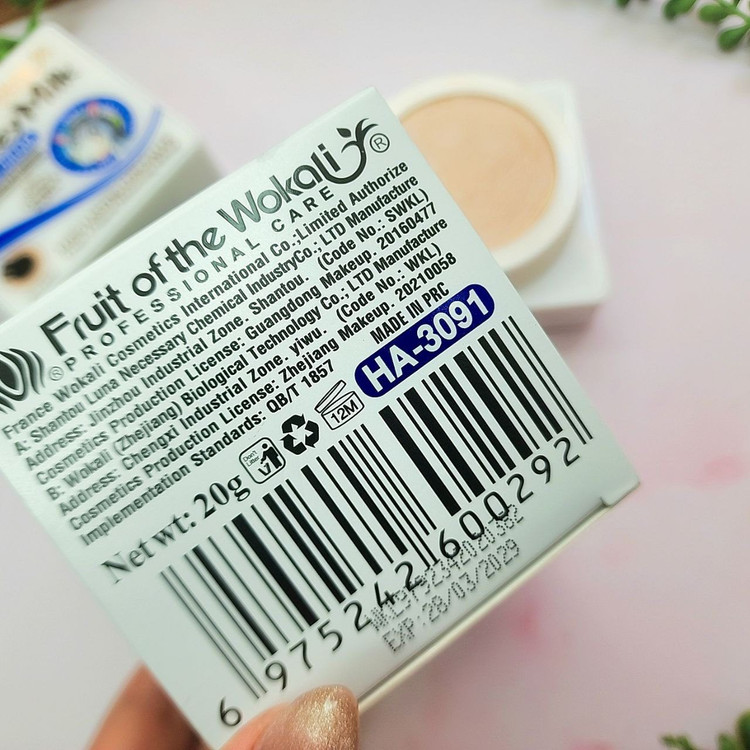 Fruit of the Wokali ®
® PROFESSIONAL CARE
France Wokali Cosmetics International Co.;Limited Authorize
A: Shantou Luna Necessary Chemical IndustryCo.; LTD Manufacture
Address: Jinzhou Industrial Zone. Shantou. (Code No.: SWKL)
Cosmetics Production License: Guangdong Makeup. 20160477
B: Wokali (Zhejiang) Biological Technology Co.; LTD Manufacture
Address: Chengxi Industrial Zone. yiwu. (Code No.: WKL)
Cosmetics Production License: Zhejiang Makeup. 20210058
Implementation Standards: QB/T 1857
MADE IN PRC
HA-3091
Don't Litter
12M
Net wt: 20g
6 975242 600292
EXP:28/03/2029